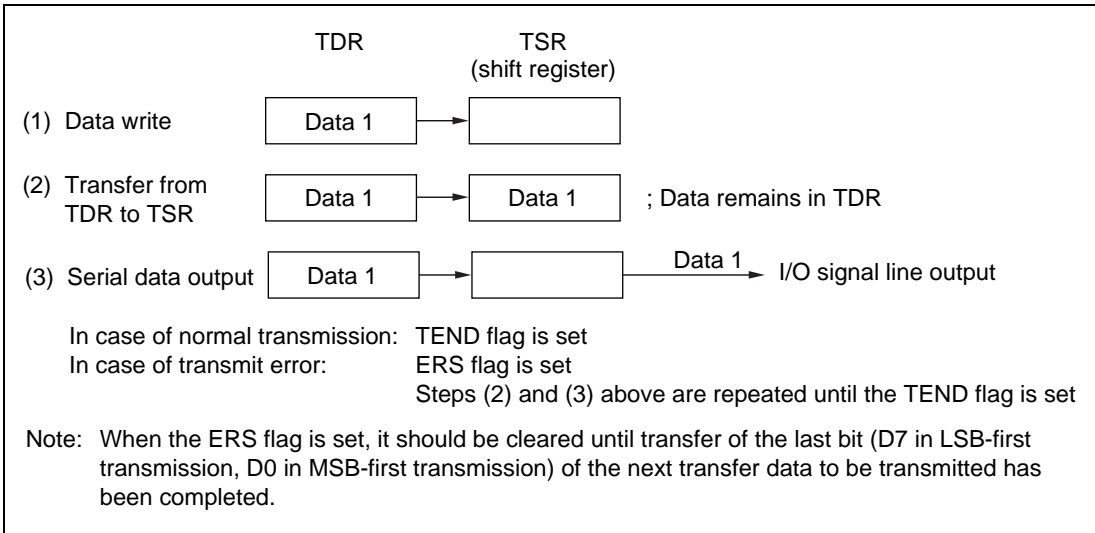 TDR TSR
(shift register)
(1) Data write Data 1
(2) Transfer from
TDR to TSR Data 1 Data 1 ; Data remains in TDR
(3) Serial data output Data 1 Data 1 I/O signal line output
In case of normal transmission: TEND flag is set
In case of transmit error: ERS flag is set
Steps (2) and (3) above are repeated until the TEND flag is set
Note: When the ERS flag is set, it should be cleared until transfer of the last bit (D7 in LSB-first
transmission, D0 in MSB-first transmission) of the next transfer data to be transmitted has
been completed.